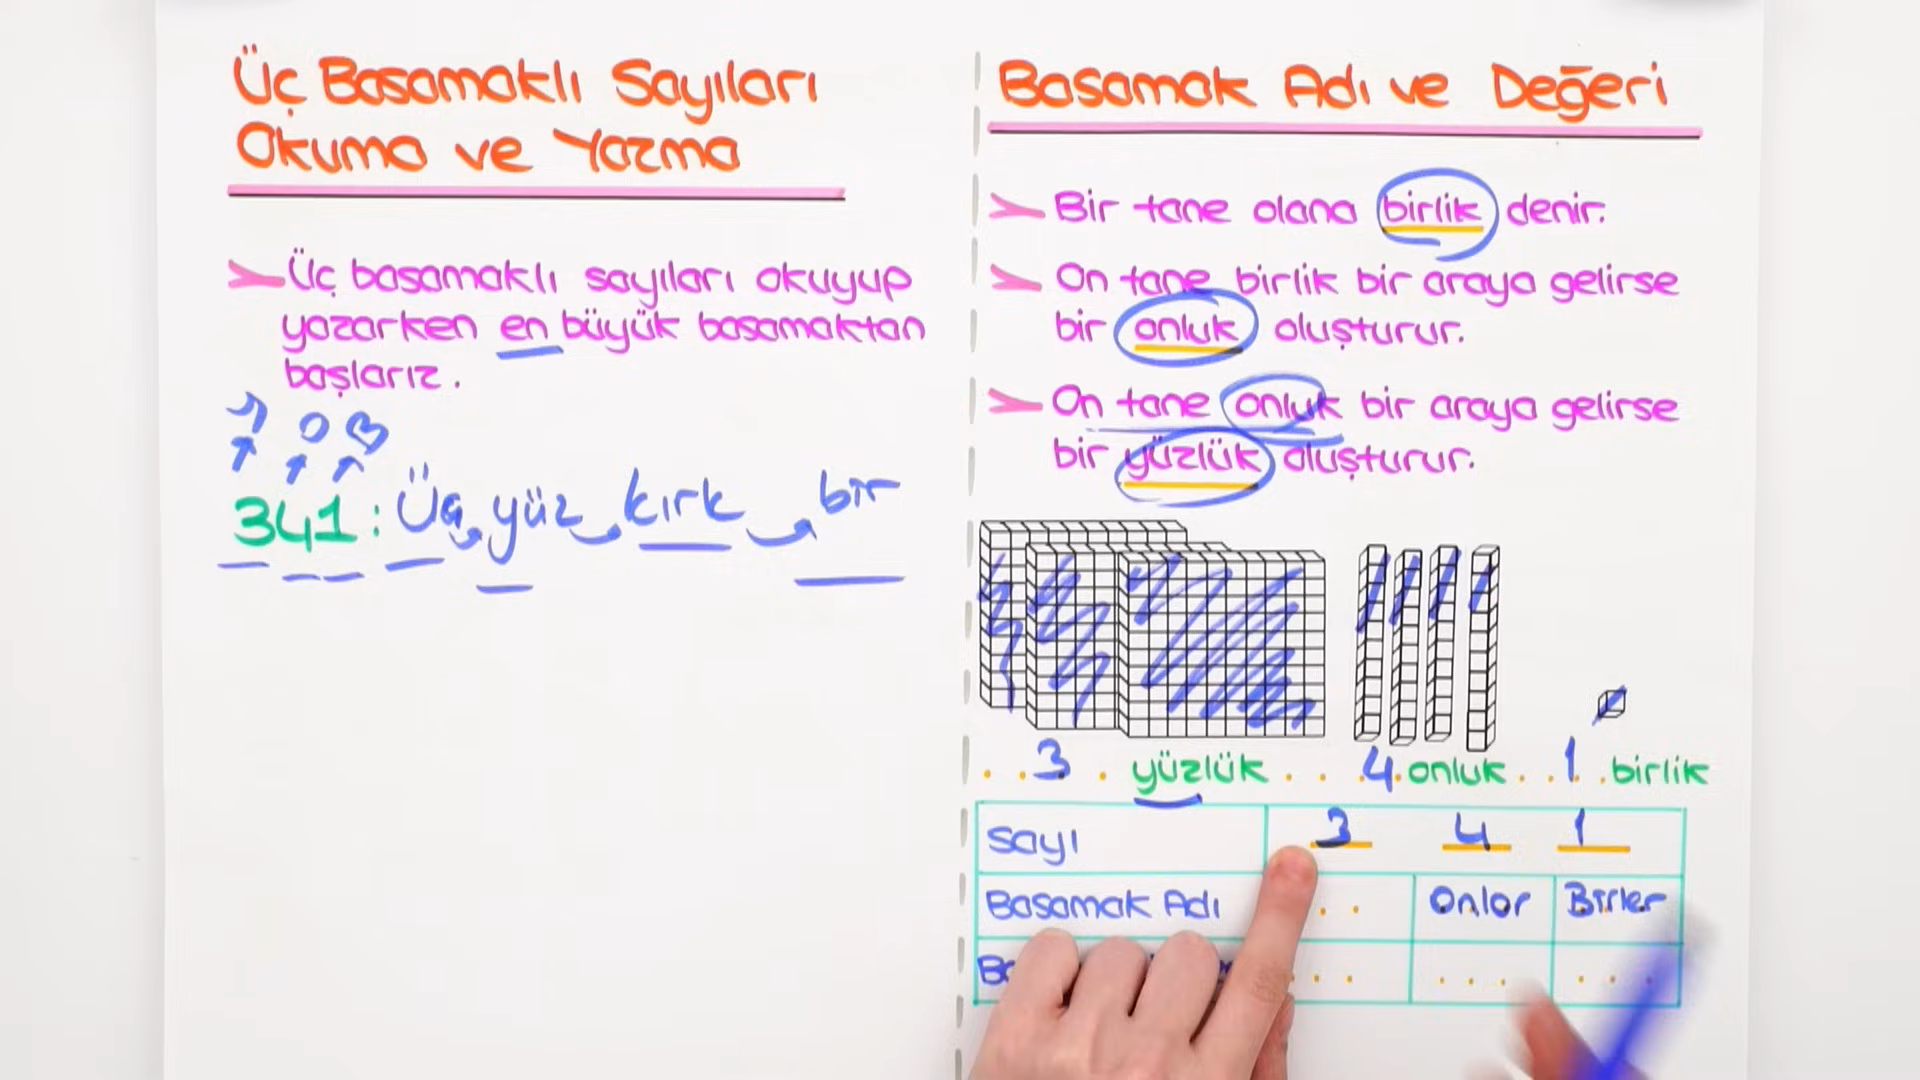 Üç Basamaklı Sayıları
Okuma ve Yazma
Üç basamaklı sayıları okuyup
yazarken en büyük basamaktan
başlarız.
Y O B
341: Üç yüz kırk bir
Basamak Adı ve Değeri
Bir tane olana birlik denir.
On tane birlik bir araya gelirse
bir onluk oluşturur.
On tane onluk bir araya gelirse
bir yüzlük oluşturur.
3 yüzlük 4 onluk 1 birlik
Sayı 3 4 1
Basamak Adı Onlar Birler